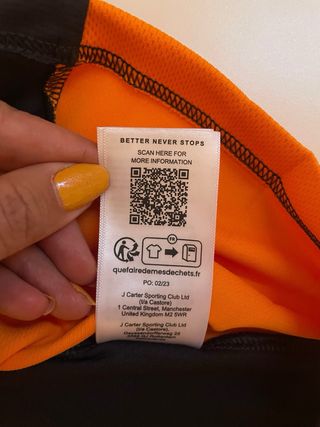 BETTER NEVER STOPS
SCAN HERE FOR
MORE INFORMATION
FR
quefairedemesdechets.fr
PO: 02/23
J Carter Sporting Club Ltd
(t/a Castore)
1 Central Street, Manchester
United Kingdom M2 5WR
J Carter Sporting Club Ltd
(t/a Castore)